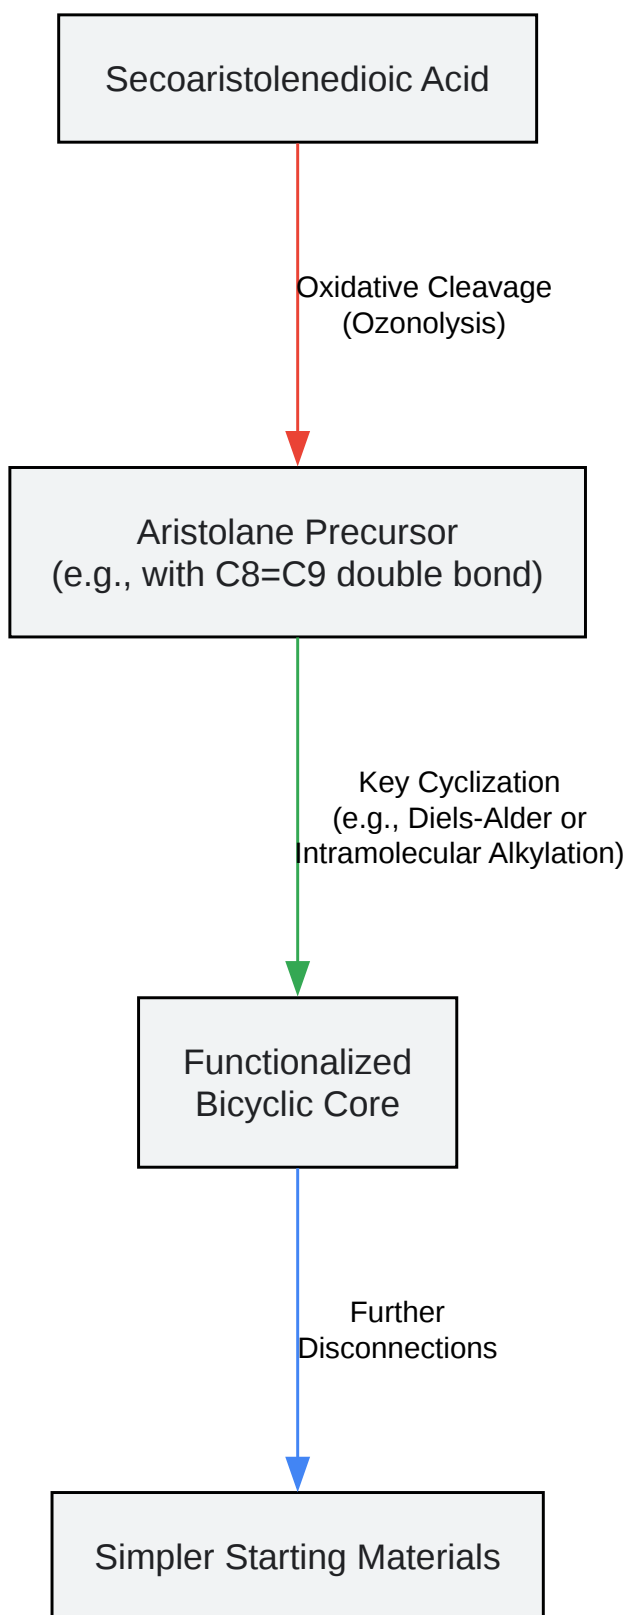 Secoaristolenedioic Acid
Oxidative Cleavage
(Ozonolysis)
Aristolane Precursor
(e.g., with C8=C9 double bond)
Key Cyclization
(e.g., Diels-Alder or
Intramolecular Alkylation)
Functionalized
Bicyclic Core
Further
Disconnections
Simpler Starting Materials